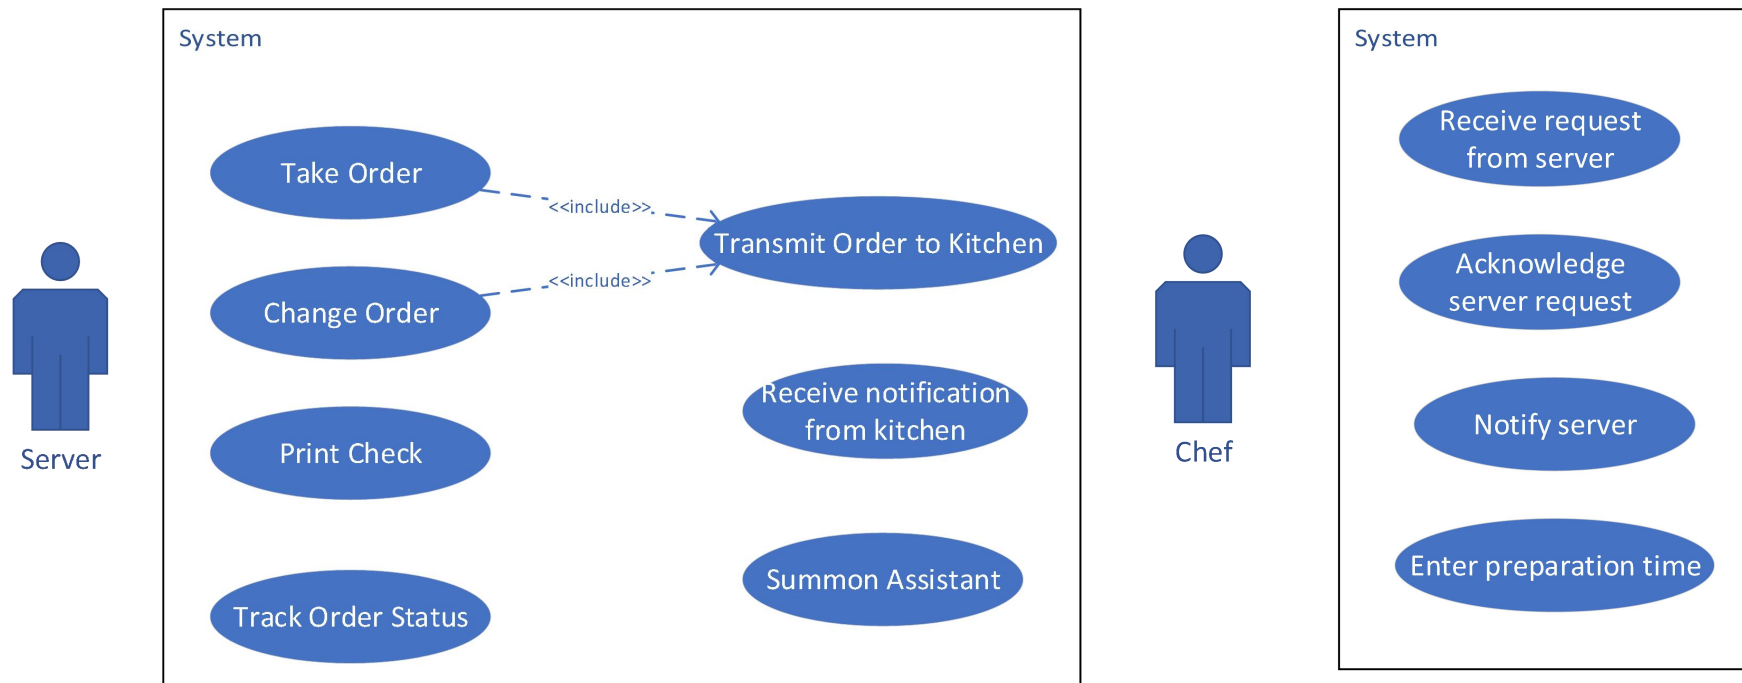 System
Take Order
<<include>>
Transmit Order to Kitchen
<<include>>
Change Order
Receive notification
from kitchen
Print Check
Summon Assistant
Track Order Status
Server
Chef
System
Receive request
from server
Acknowledge
server request
Notify server
Enter preparation time